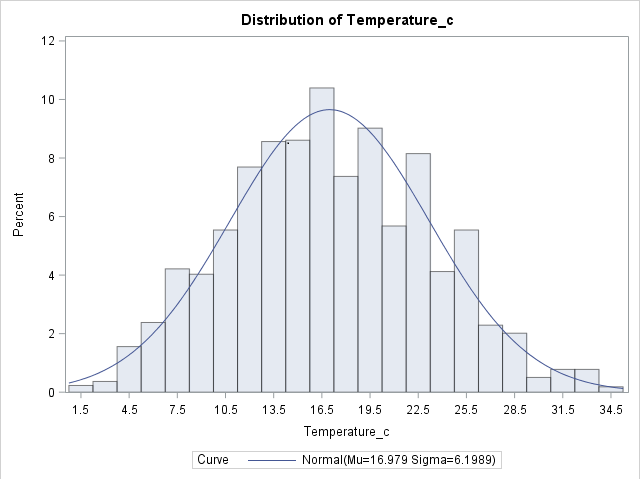 Distribution of Temperature_c
12
10
8
6
4
2
0
Percent
1.5 4.5 7.5 10.5 13.5 16.5 19.5 22.5 25.5 28.5 31.5 34.5
Temperature_c
Curve Normal(Mu=16.979 Sigma=6.1989)